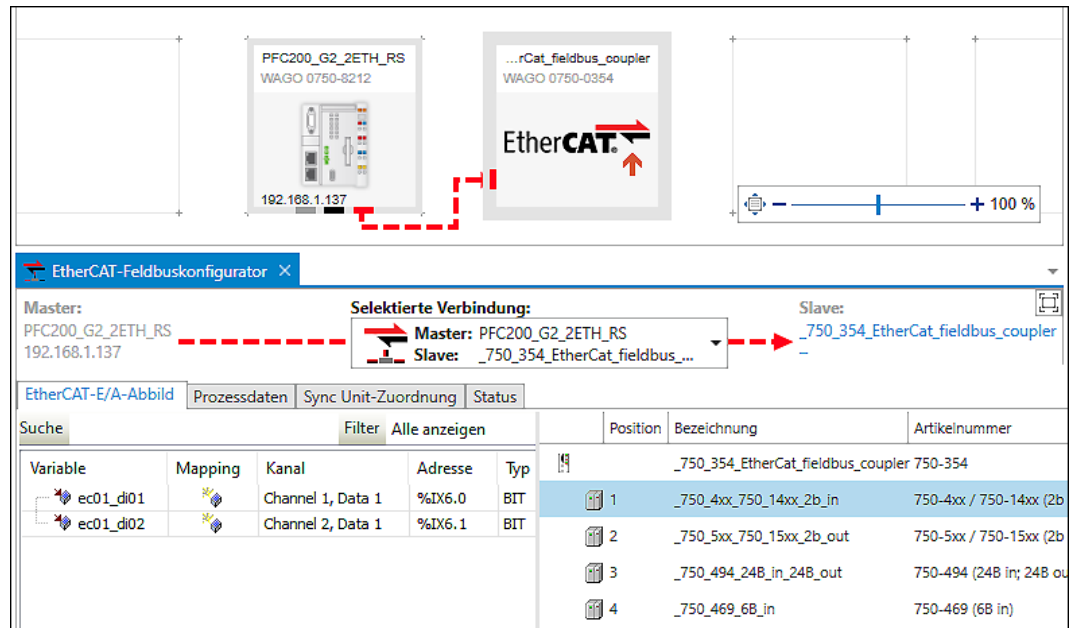 PFC200_G2_2ETH_RS
WAGO 0750-8212
192.168.1.137
...rCat_fieldbus_coupler
WAGO 0750-0354
EtherCAT®
100 %
EtherCAT-Feldbuskonfigurator
Master:
PFC200_G2_2ETH_RS
192.168.1.137
Selektierte Verbindung:
Master: PFC200_G2_2ETH_RS
Slave: _750_354_EtherCat_fieldbus_...
Slave:
_750_354_EtherCat_fieldbus_coupler
–
EtherCAT-E/A-Abbild Prozessdaten Sync Unit-Zuordnung Status
Suche Filter Alle anzeigen
Variable Mapping Kanal Adresse Typ
ec01_di01 Channel 1, Data 1 %IX6.0 BIT
ec01_di02 Channel 2, Data 1 %IX6.1 BIT
Position Bezeichnung Artikelnummer
_750_354_EtherCat_fieldbus_coupler 750-354
1 _750_4xx_750_14xx_2b_in 750-4xx / 750-14xx (2b
2 _750_5xx_750_15xx_2b_out 750-5xx / 750-15xx (2b
3 _750_494_24B_in_24B_out 750-494 (24B in; 24B ou
4 _750_469_6B_in 750-469 (6B in)